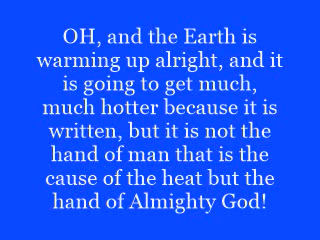 OH, and the Earth is
warming up alright, and it
is going to get much,
much hotter because it is
written, but it is not the
hand of man that is the
cause of the heat but the
hand of Almighty God!